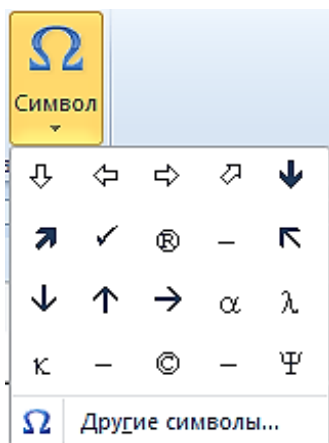 Ω
Символ
⇩ ⇦ ⇨ ⬀ 🡻
🡽 ✓ ® – 🡤
🡓 🡑 🡒 α λ
κ – © – Ψ
Ω Другие символы...